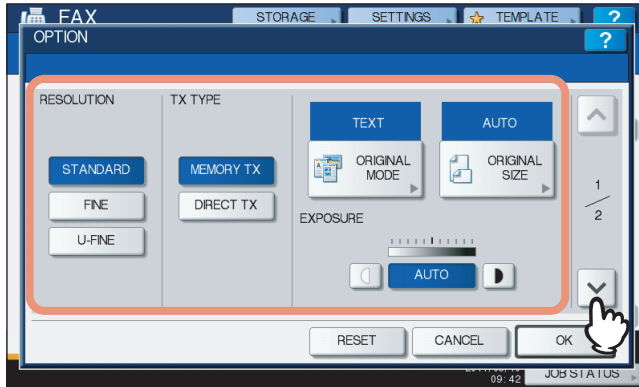 FAX
STORAGE
SETTINGS
TEMPLATE
?
OPTION
?
RESOLUTION
TX TYPE
STANDARD
FINE
U-FINE
MEMORY TX
DIRECT TX
TEXT
ORIGINAL
MODE
AUTO
ORIGINAL
SIZE
EXPOSURE
AUTO
1
2
RESET
CANCEL
OK
09:42
JOB STATUS